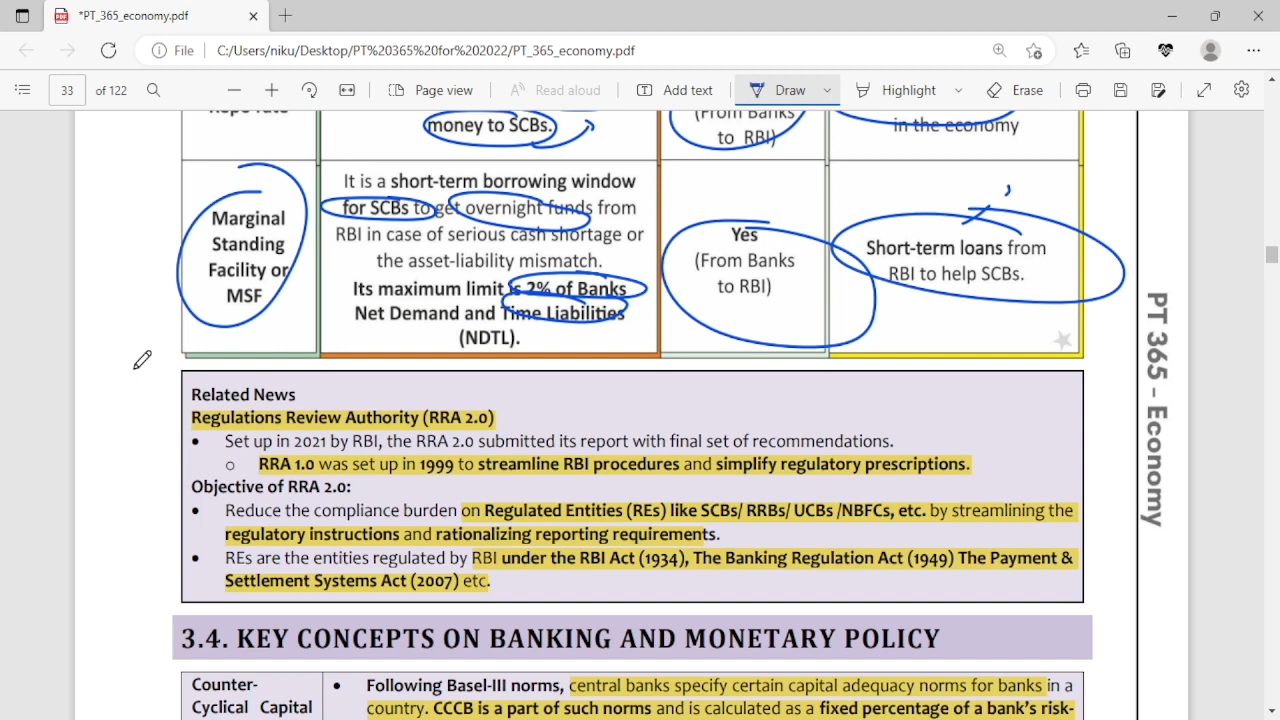 *PT_365_economy.pdf
File
C:/Users/niku/Desktop/PT%20365%20for%202022/PT_365_economy.pdf
33 of 122
Page view
Read aloud
Add text
Draw
Highlight
Erase
money to SCBs.
(From Banks
to RBI)
in the economy
Marginal
Standing
Facility or
MSF
It is a short-term borrowing window
for SCBs to get overnight funds from
RBI in case of serious cash shortage or
the asset-liability mismatch.
Its maximum limit is 2% of Banks
Net Demand and Time Liabilities
(NDTL).
Yes
(From Banks
to RBI)
Short-term loans from
RBI to help SCBs.
PT 365 - Economy
Related News
Regulations Review Authority (RRA 2.0)
• Set up in 2021 by RBI, the RRA 2.0 submitted its report with final set of recommendations.
o RRA 1.0 was set up in 1999 to streamline RBI procedures and simplify regulatory prescriptions.
Objective of RRA 2.0:
• Reduce the compliance burden on Regulated Entities (REs) like SCBs/ RRBs/ UCBs /NBFCs, etc. by streamlining the
regulatory instructions and rationalizing reporting requirements.
• REs are the entities regulated by RBI under the RBI Act (1934), The Banking Regulation Act (1949) The Payment &
Settlement Systems Act (2007) etc.
3.4. KEY CONCEPTS ON BANKING AND MONETARY POLICY
Counter-
Cyclical Capital
• Following Basel-III norms, central banks specify certain capital adequacy norms for banks in a
country. CCCB is a part of such norms and is calculated as a fixed percentage of a bank's risk-